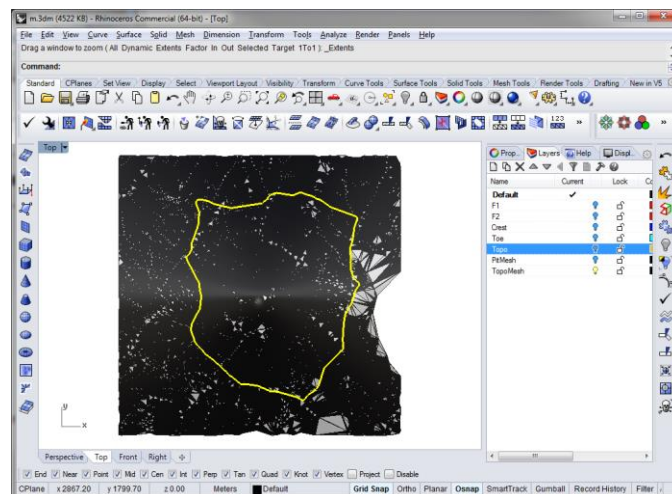 m.3dm (4522 KB) - Rhinoceros Commercial (64-bit) - [Top]
File Edit View Curve Surface Solid Mesh Dimension Transform Tools Analyze Render Panels Help
Drag a window to zoom ( All Dynamic Extents Factor In Out Selected Target 1To1 ): _Extents
Command:
Standard CPlanes Set View Display Select Viewport Layout Visibility Transform Curve Tools Surface Tools Solid Tools Mesh Tools Render Tools Drafting New in V5
123
Top
Prop... Layers Help Displ...
Name Current Lock Co
Default
F1
F2
Crest
Toe
Topo
PitMesh
TopoMesh
y
x
Perspective Top Front Right
End Near Point Mid Cen Int Perp Tan Quad Knot Vertex Project Disable
CPlane x 2867.20 y 1799.70 z 0.00 Meters Default Grid Snap Ortho Planar Osnap SmartTrack Gumball Record History Filter